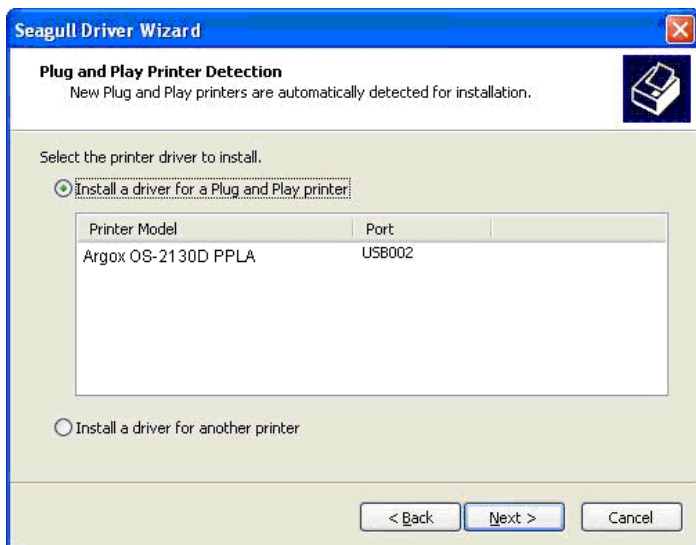 Seagull Driver Wizard
Plug and Play Printer Detection
New Plug and Play printers are automatically detected for installation.
Select the printer driver to install.
Install a driver for a Plug and Play printer
Printer Model Port
Argox OS-2130D PPLA USB002
Install a driver for another printer
< Back Next > Cancel